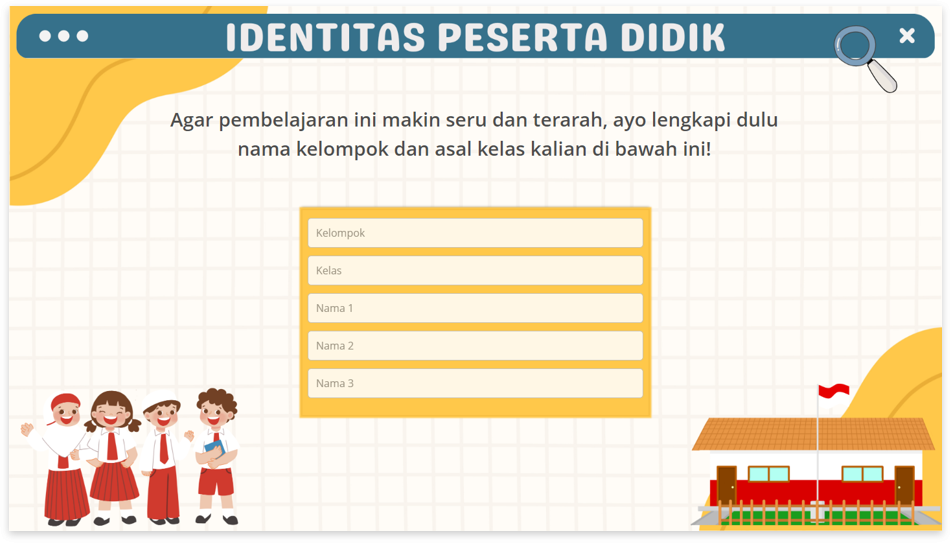 IDENTITAS PESERTA DIDIK
Agar pembelajaran ini makin seru dan terarah, ayo lengkapi dulu
nama kelompok dan asal kelas kalian di bawah ini!
Kelompok
Kelas
Nama 1
Nama 2
Nama 3